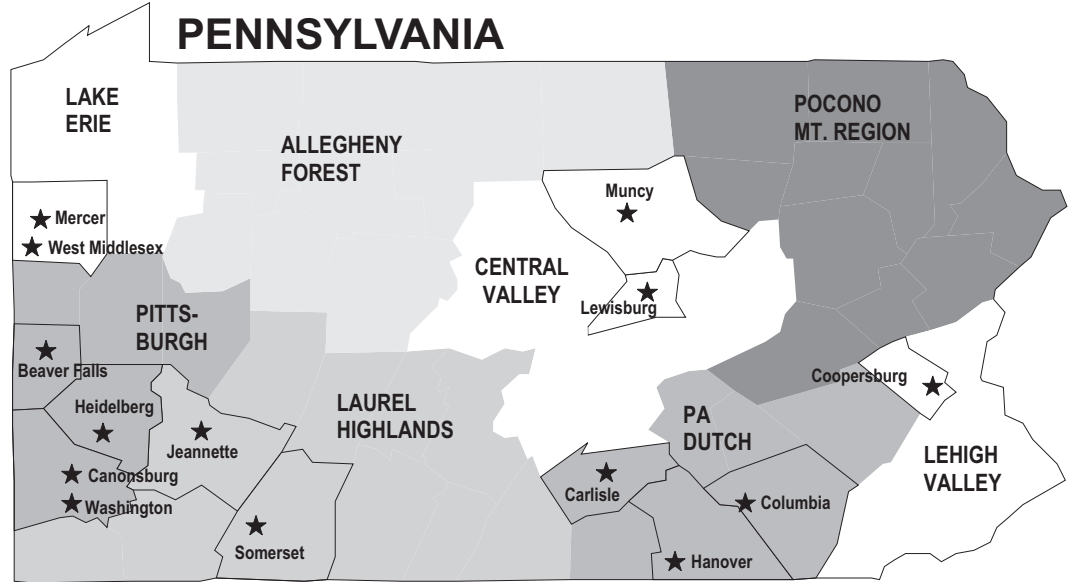 PENNSYLVANIA
LAKE
ERIE
POCONO
MT. REGION
ALLEGHENY
FOREST
Muncy
Mercer
West Middlesex
CENTRAL
VALLEY
Lewisburg
PITTS-
BURGH
Beaver Falls
Coopersburg
Heidelberg
LAUREL
HIGHLANDS
PA
DUTCH
Jeannette
LEHIGH
VALLEY
Canonsburg
Carlisle
Washington
Columbia
Somerset
Hanover